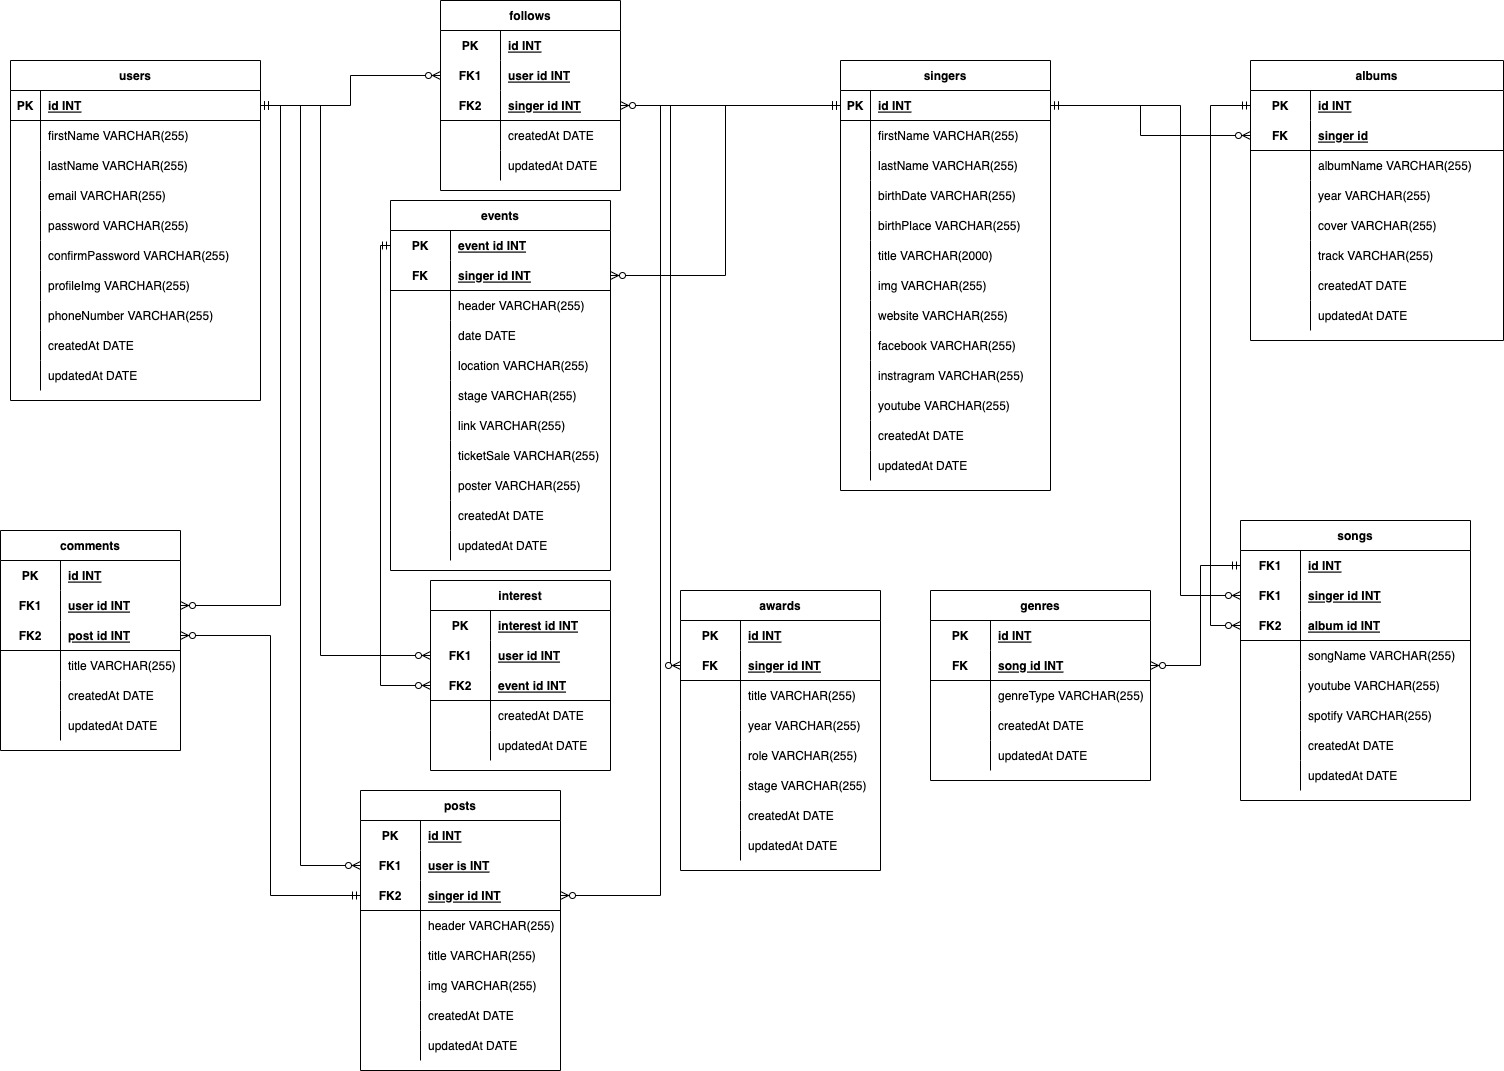 follows
PK id INT
FK1 user id INT
FK2 singer id INT
createdAt DATE
updatedAt DATE
users
PK id INT
firstName VARCHAR(255)
lastName VARCHAR(255)
email VARCHAR(255)
password VARCHAR(255)
confirmPassword VARCHAR(255)
profileImg VARCHAR(255)
phoneNumber VARCHAR(255)
createdAt DATE
updatedAt DATE
events
PK event id INT
FK singer id INT
header VARCHAR(255)
date DATE
location VARCHAR(255)
stage VARCHAR(255)
link VARCHAR(255)
ticketSale VARCHAR(255)
poster VARCHAR(255)
createdAt DATE
updatedAt DATE
singers
PK id INT
firstName VARCHAR(255)
lastName VARCHAR(255)
birthDate VARCHAR(255)
birthPlace VARCHAR(255)
title VARCHAR(2000)
img VARCHAR(255)
website VARCHAR(255)
facebook VARCHAR(255)
instragram VARCHAR(255)
youtube VARCHAR(255)
createdAt DATE
updatedAt DATE
albums
PK id INT
FK singer id
albumName VARCHAR(255)
year VARCHAR(255)
cover VARCHAR(255)
track VARCHAR(255)
createdAT DATE
updatedAt DATE
comments
PK id INT
FK1 user id INT
FK2 post id INT
title VARCHAR(255)
createdAt DATE
updatedAt DATE
interest
PK interest id INT
FK1 user id INT
FK2 event id INT
createdAt DATE
updatedAt DATE
awards
PK id INT
FK singer id INT
title VARCHAR(255)
year VARCHAR(255)
role VARCHAR(255)
stage VARCHAR(255)
createdAt DATE
updatedAt DATE
genres
PK id INT
FK song id INT
genreType VARCHAR(255)
createdAt DATE
updatedAt DATE
songs
FK1 id INT
FK1 singer id INT
FK2 album id INT
songName VARCHAR(255)
youtube VARCHAR(255)
spotify VARCHAR(255)
createdAt DATE
updatedAt DATE
posts
PK id INT
FK1 user is INT
FK2 singer id INT
header VARCHAR(255)
title VARCHAR(255)
img VARCHAR(255)
createdAt DATE
updatedAt DATE